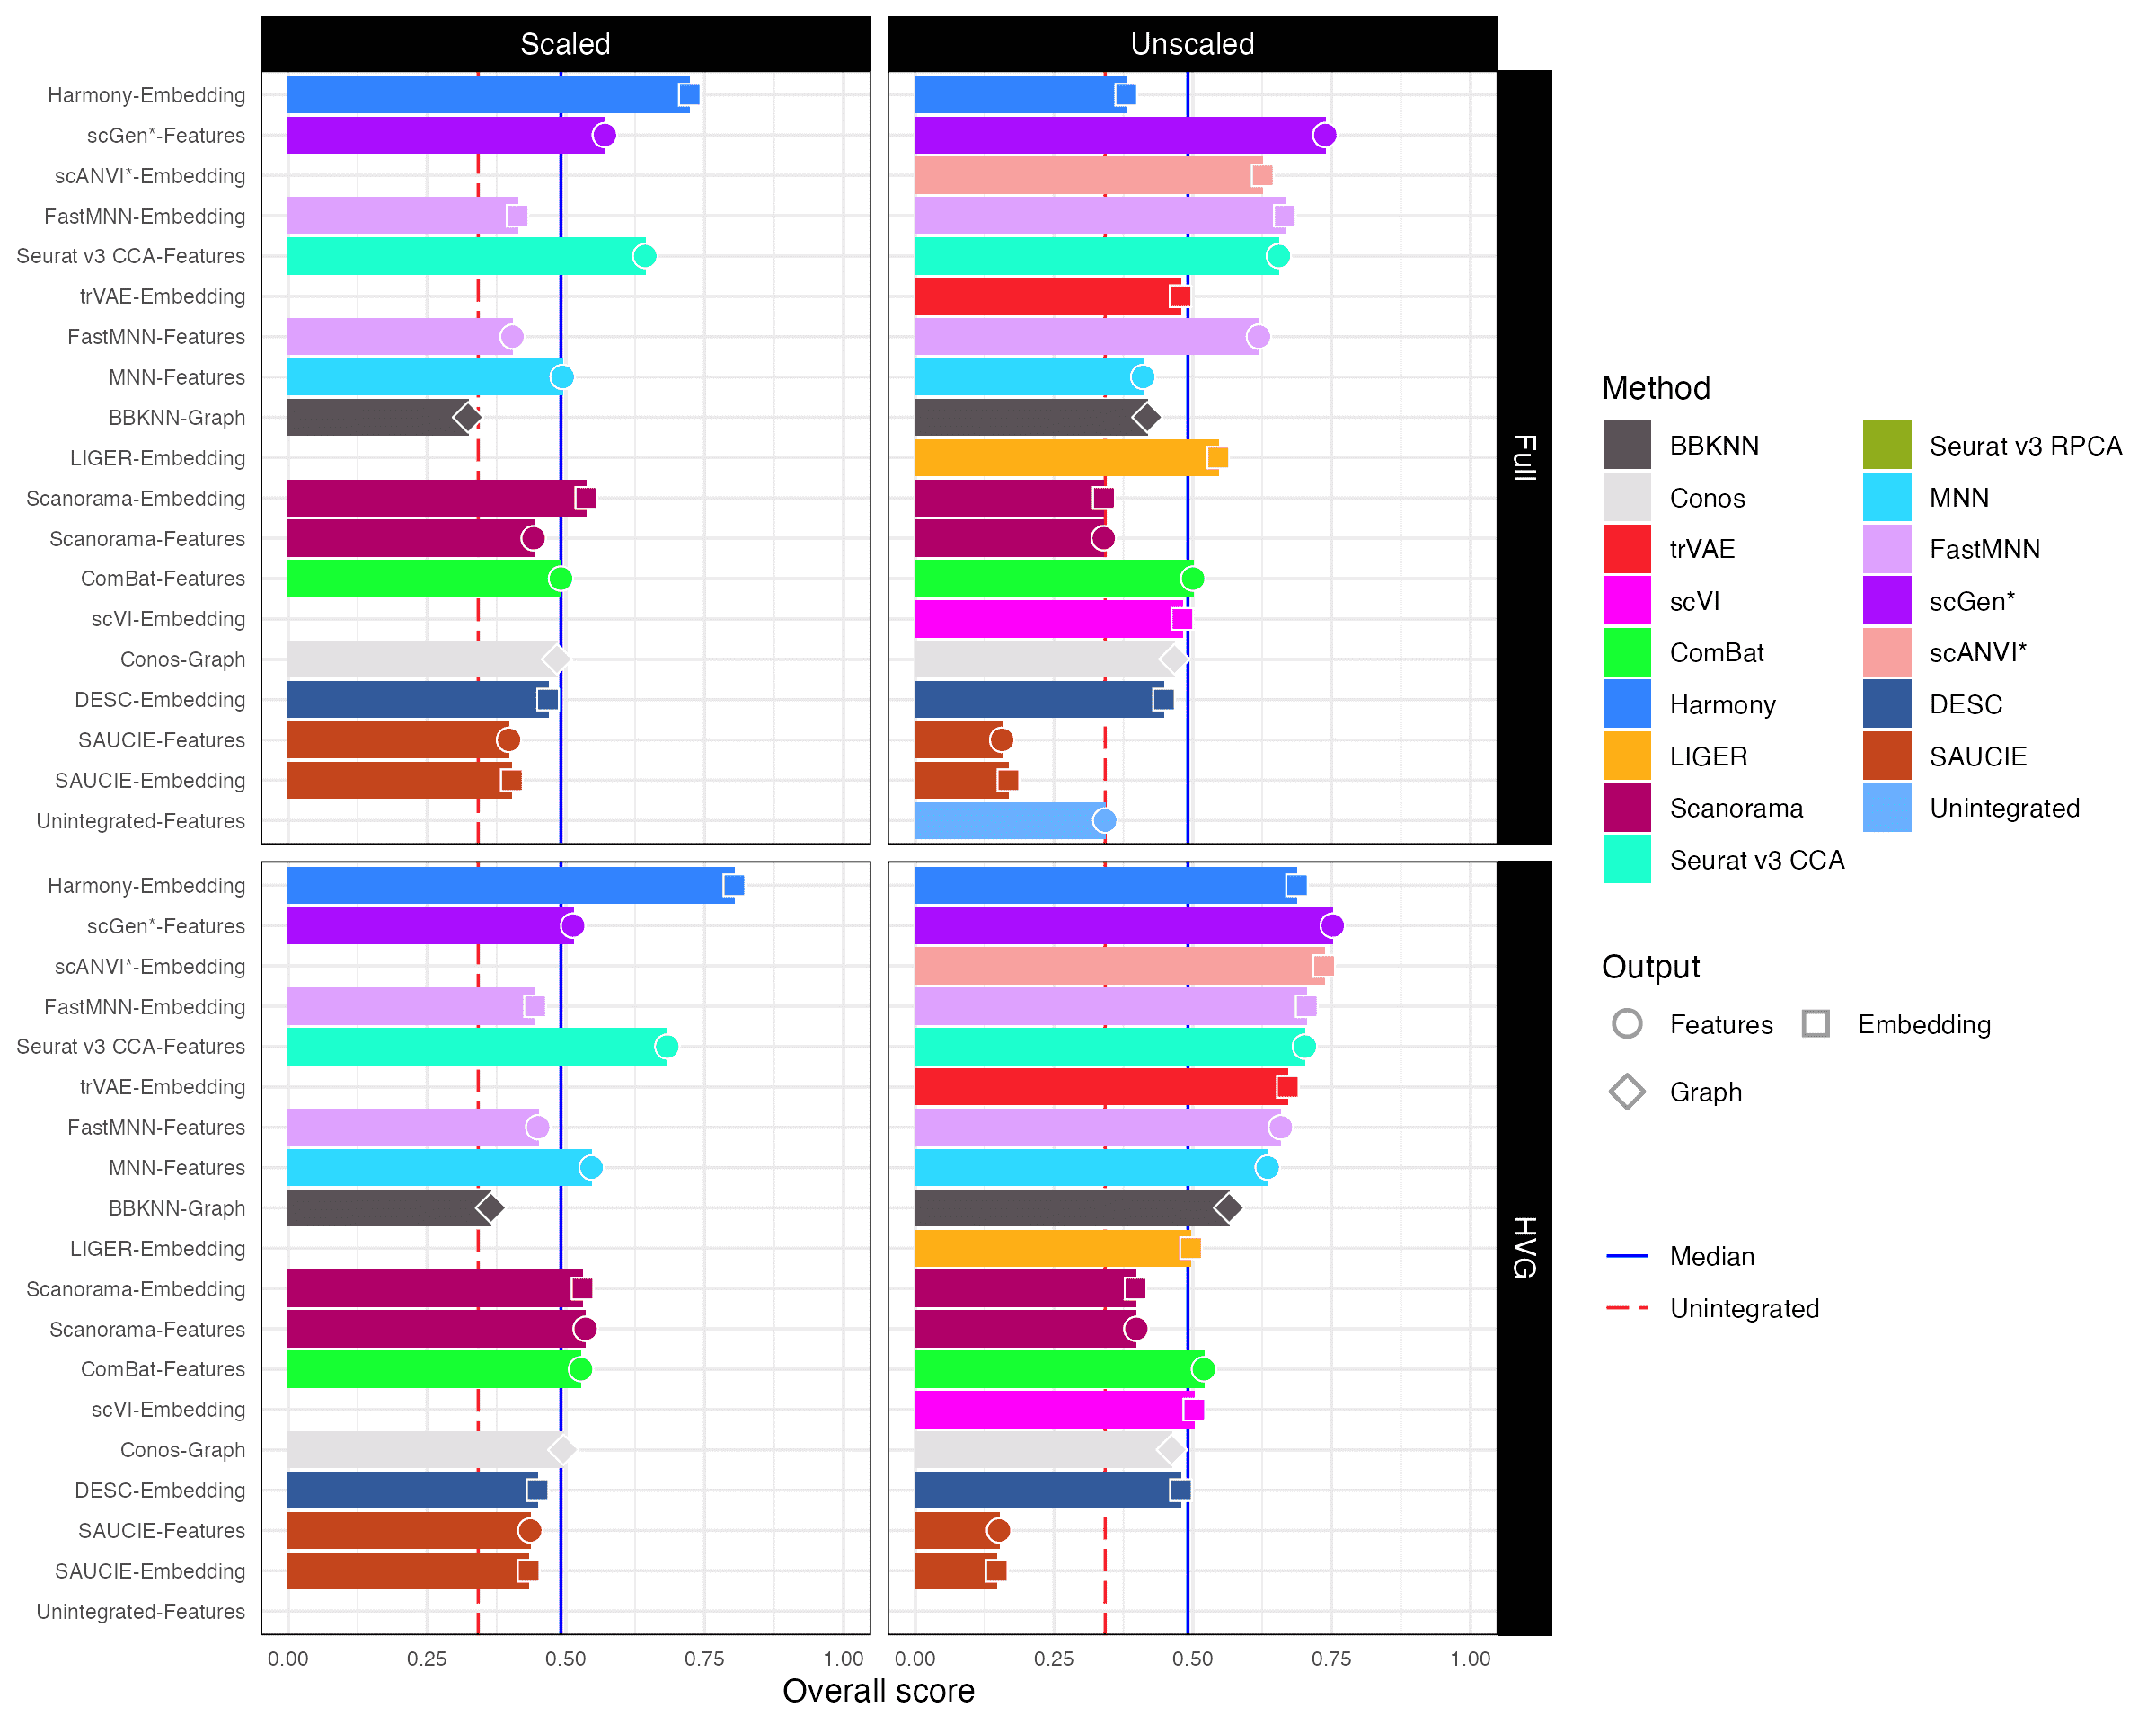 Scaled
Unscaled
Harmony-Embedding
scGen*-Features
scANVI*-Embedding
FastMNN-Embedding
Seurat v3 CCA-Features
trVAE-Embedding
FastMNN-Features
MNN-Features
BBKNN-Graph
LIGER-Embedding
Scanorama-Embedding
Scanorama-Features
ComBat-Features
scVI-Embedding
Conos-Graph
DESC-Embedding
SAUCIE-Features
SAUCIE-Embedding
Unintegrated-Features
Full
Harmony-Embedding
scGen*-Features
scANVI*-Embedding
FastMNN-Embedding
Seurat v3 CCA-Features
trVAE-Embedding
FastMNN-Features
MNN-Features
BBKNN-Graph
LIGER-Embedding
Scanorama-Embedding
Scanorama-Features
ComBat-Features
scVI-Embedding
Conos-Graph
DESC-Embedding
SAUCIE-Features
SAUCIE-Embedding
Unintegrated-Features
HVG
0.00 0.25 0.50 0.75 1.00
0.00 0.25 0.50 0.75 1.00
Overall score
Method
BBKNN
Conos
trVAE
scVI
ComBat
Harmony
LIGER
Scanorama
Seurat v3 CCA
Seurat v3 RPCA
MNN
FastMNN
scGen*
scANVI*
DESC
SAUCIE
Unintegrated
Output
Features
Embedding
Graph
Median
Unintegrated